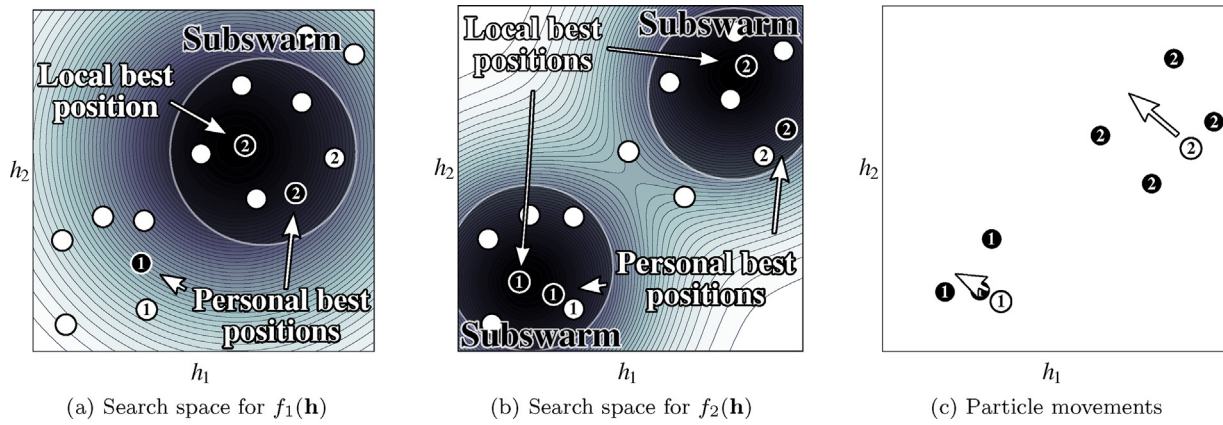 Subswarm
Local best
position
2
2
2
1
1
Personal best
positions
h2
h1
(a) Search space for f1(h)
Subswarm
Local best
positions
2
2
2
1
1
1
Personal best
positions
Subswarm
h2
h1
(b) Search space for f2(h)
2
2
2
2
2
1
1
1
1
h2
h1
(c) Particle movements